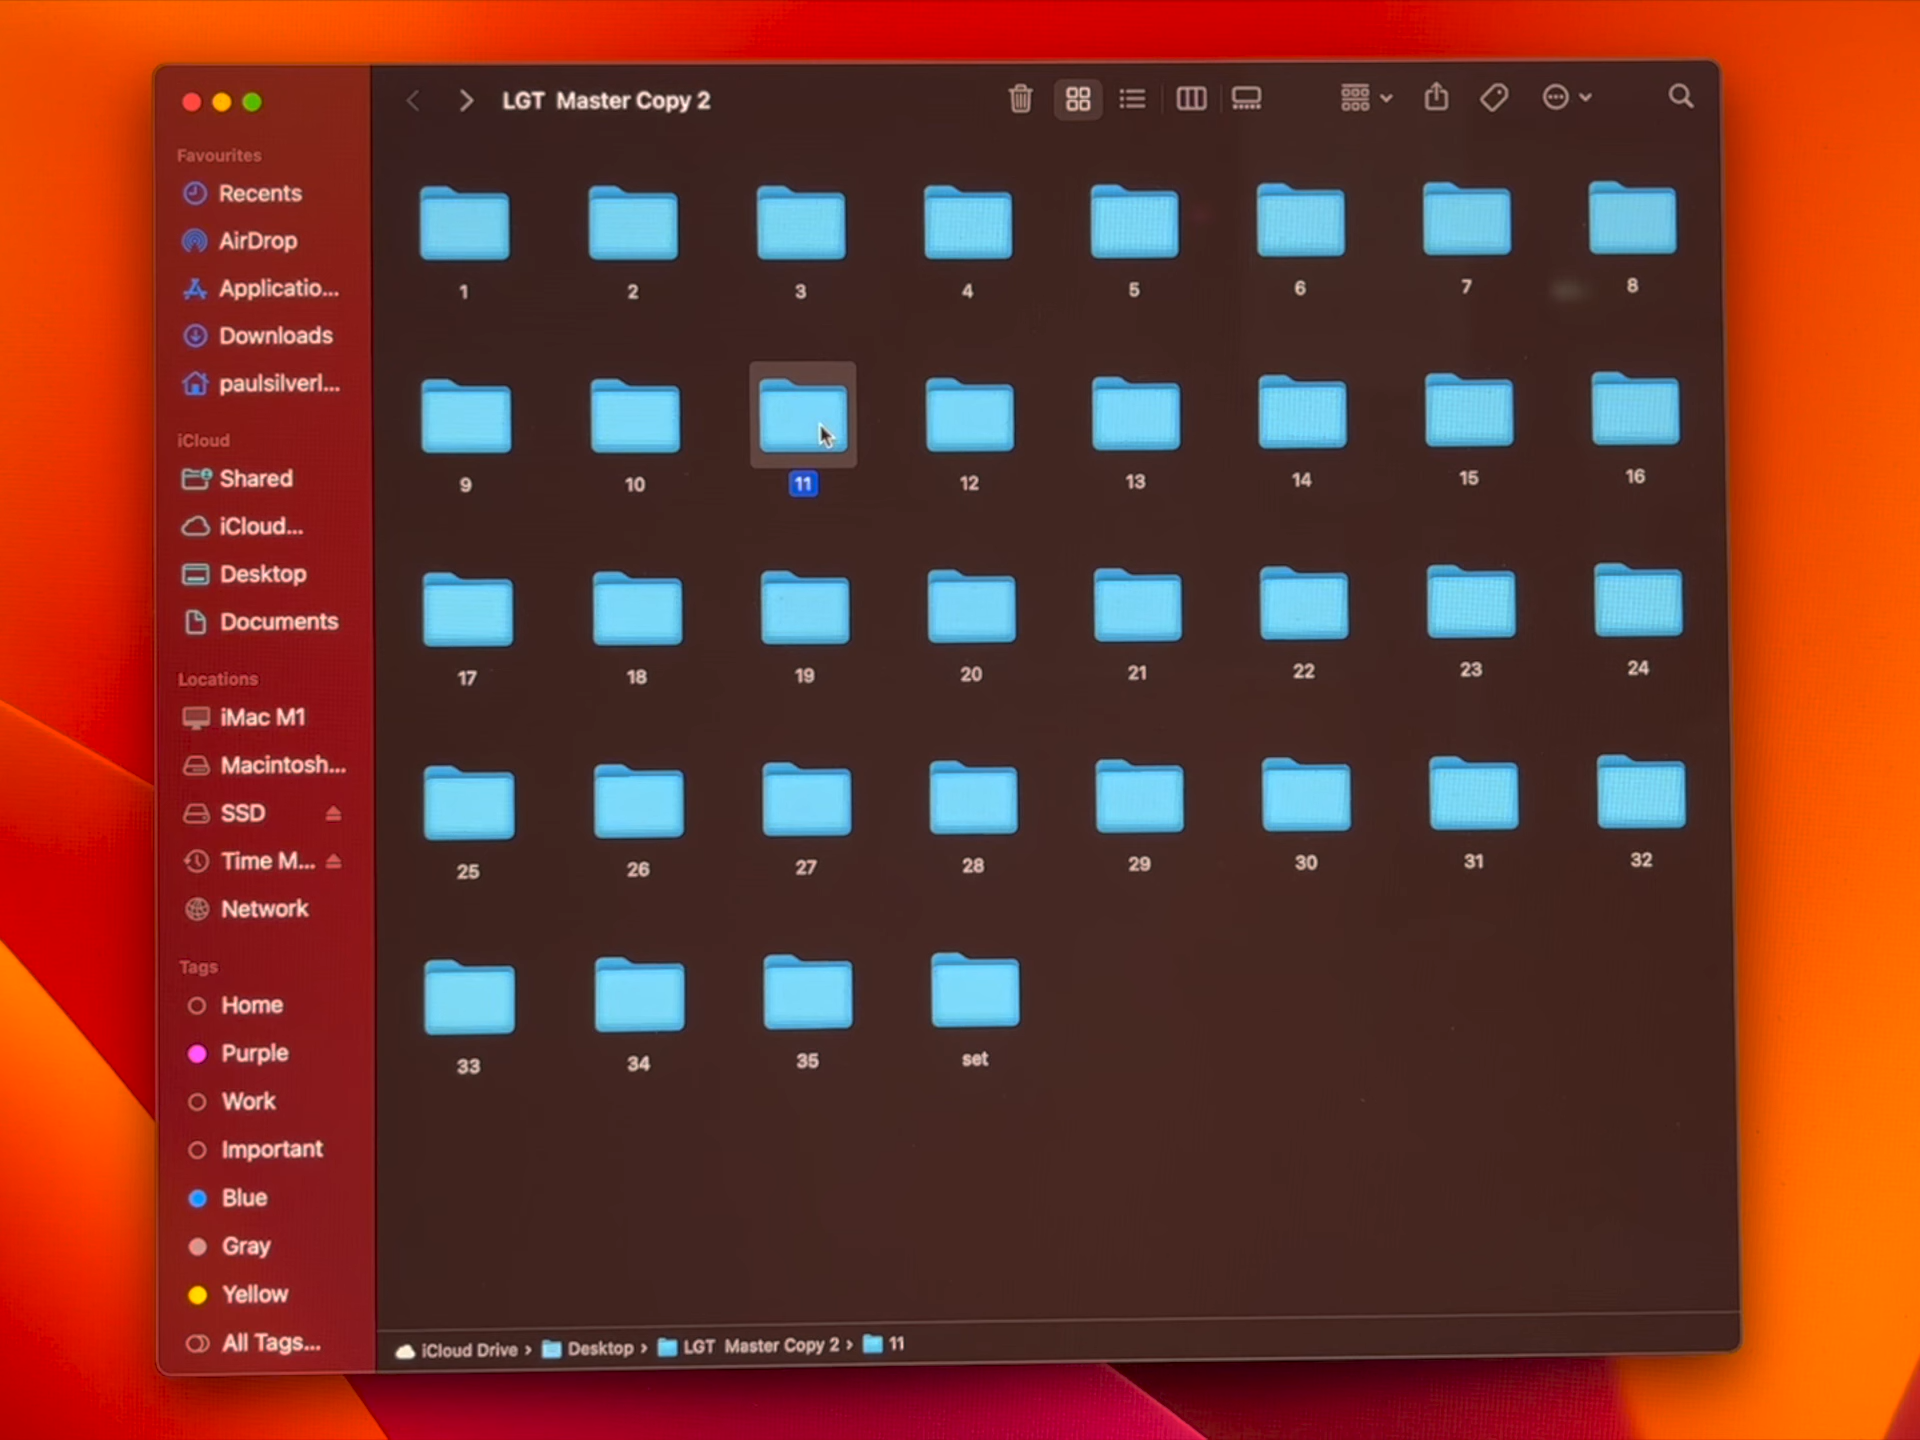 LGT Master Copy 2
Favourites
Recents
AirDrop
Applicatio...
Downloads
paulsilverl...
iCloud
Shared
iCloud...
Desktop
Documents
Locations
iMac M1
Macintosh...
SSD
Time M...
Network
Tags
Home
Purple
Work
Important
Blue
Gray
Yellow
All Tags...
1 2 3 4 5 6 7 8
9 10 11 12 13 14 15 16
17 18 19 20 21 22 23 24
25 26 27 28 29 30 31 32
33 34 35 set
iCloud Drive › Desktop › LGT Master Copy 2 › 11